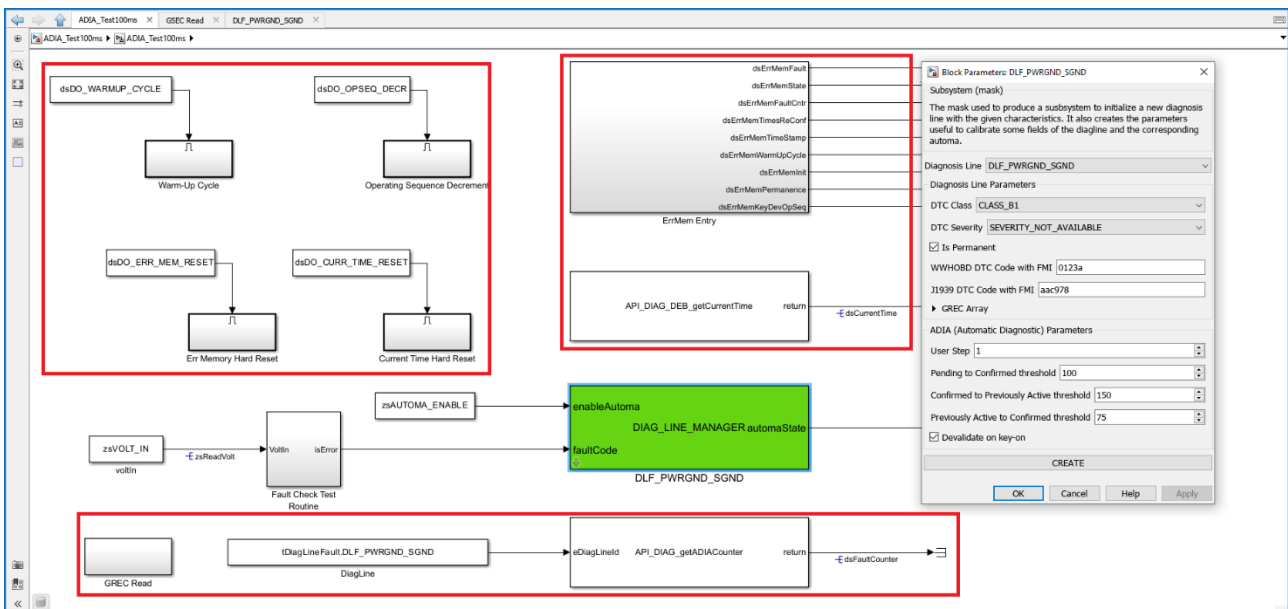 ADIA_Test100ms ×
GSEC Read ×
DLF_PWRGND_SGND ×
ADIA_Test100ms ▶ ADIA_Test100ms ▶
dsDO_WARMUP_CYCLE
Warm-Up Cycle
dsDO_OPSEQ_DECR
Operating Sequence Decrement
dsDO_ERR_MEM_RESET
Err Memory Hard Reset
dsDO_CURR_TIME_RESET
Current Time Hard Reset
dsErrMemFault
dsErrMemState
dsErrMemFaultCntr
dsErrMemTimesReConf
dsErrMemTimeStamp
dsErrMemWarmUpCycle
dsErrMemInit
dsErrMemPermanence
dsErrMemKeyDevOpSeq
ErrMem Entry
API_DIAG_DEB_getCurrentTime
return
dsCurrentTime
zsAUTOMA_ENABLE
enableAutoma
DIAG_LINE_MANAGER automaState
faultCode
DLF_PWRGND_SGND
zsVOLT_IN
voltIn
zsReadVolt
VoltIn
isError
Fault Check Test
Routine
GREC Read
tDiagLineFault.DLF_PWRGND_SGND
DiagLine
eDiagLineId
API_DIAG_getADIACounter
return
dsFaultCounter
Block Parameters: DLF_PWRGND_SGND
Subsystem (mask)
The mask used to produce a susbsystem to initialize a new diagnosis
line with the given characteristics. It also creates the parameters
useful to calibrate some fields of the diagline and the corresponding
automa.
Diagnosis Line DLF_PWRGND_SGND
Diagnosis Line Parameters
DTC Class CLASS_B1
DTC Severity SEVERITY_NOT_AVAILABLE
Is Permanent
WWHOBD DTC Code with FMI 0123a
J1939 DTC Code with FMI aac978
GREC Array
ADIA (Automatic Diagnostic) Parameters
User Step 1
Pending to Confirmed threshold 100
Confirmed to Previously Active threshold 150
Previously Active to Confirmed threshold 75
Devalidate on key-on
CREATE
OK
Cancel
Help
Apply